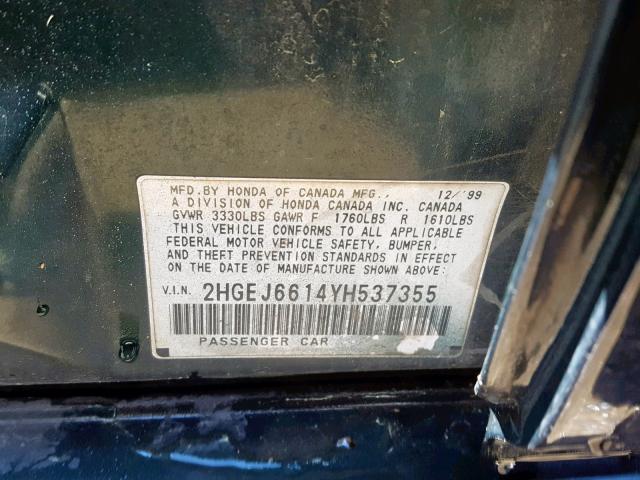 MFD.BY HONDA OF CANADA MFG., 12/'99
A DIVISION OF HONDA CANADA INC. CANADA
GVWR 3330LBS GAWR F 1760LBS R 1610LBS
THIS VEHICLE CONFORMS TO ALL APPLICABLE
FEDERAL MOTOR VEHICLE SAFETY, BUMPER,
AND THEFT PREVENTION STANDARDS IN EFFECT
ON THE DATE OF MANUFACTURE SHOWN ABOVE:
V.I.N. 2HGEJ6614YH537355
PASSENGER CAR